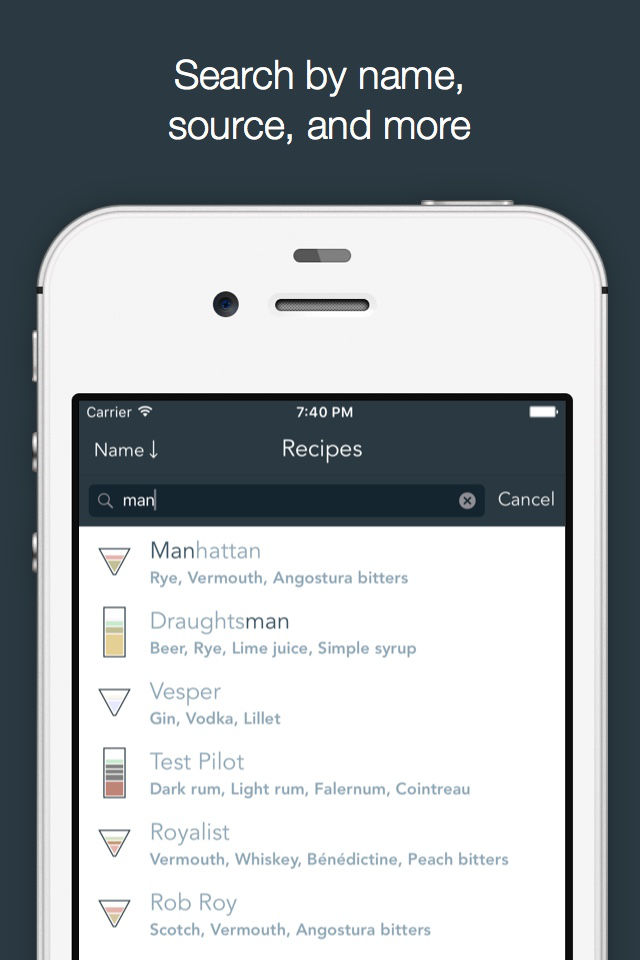 Search by name,
source, and more
Carrier 7:40 PM
Name↓ Recipes
man Cancel
Manhattan
Rye, Vermouth, Angostura bitters
Draughtsman
Beer, Rye, Lime juice, Simple syrup
Vesper
Gin, Vodka, Lillet
Test Pilot
Dark rum, Light rum, Falernum, Cointreau
Royalist
Vermouth, Whiskey, Bénédictine, Peach bitters
Rob Roy
Scotch, Vermouth, Angostura bitters